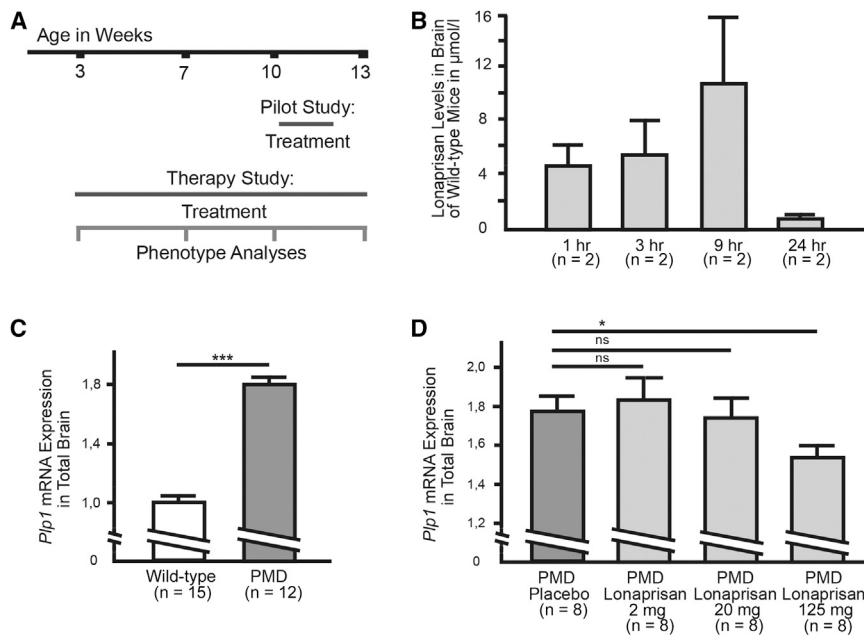 A
Age in Weeks
3 7 10 13
Pilot Study:
Treatment
Therapy Study:
Treatment
Phenotype Analyses
B
Lonaprisan Levels in Brain
of Wild-type Mice in μmol/l
16
12
8
4
0
1 hr 3 hr 9 hr 24 hr
(n = 2) (n = 2) (n = 2) (n = 2)
C
Plp1 mRNA Expression
in Total Brain
***
1,8
1,4
1,0
0
Wild-type PMD
(n = 15) (n = 12)
D
Plp1 mRNA Expression
in Total Brain
*
ns
ns
2,0
1,8
1,6
1,4
1,2
0
PMD PMD PMD PMD
Placebo Lonaprisan Lonaprisan Lonaprisan
(n = 8) 2 mg 20 mg 125 mg
(n = 8) (n = 8) (n = 8)